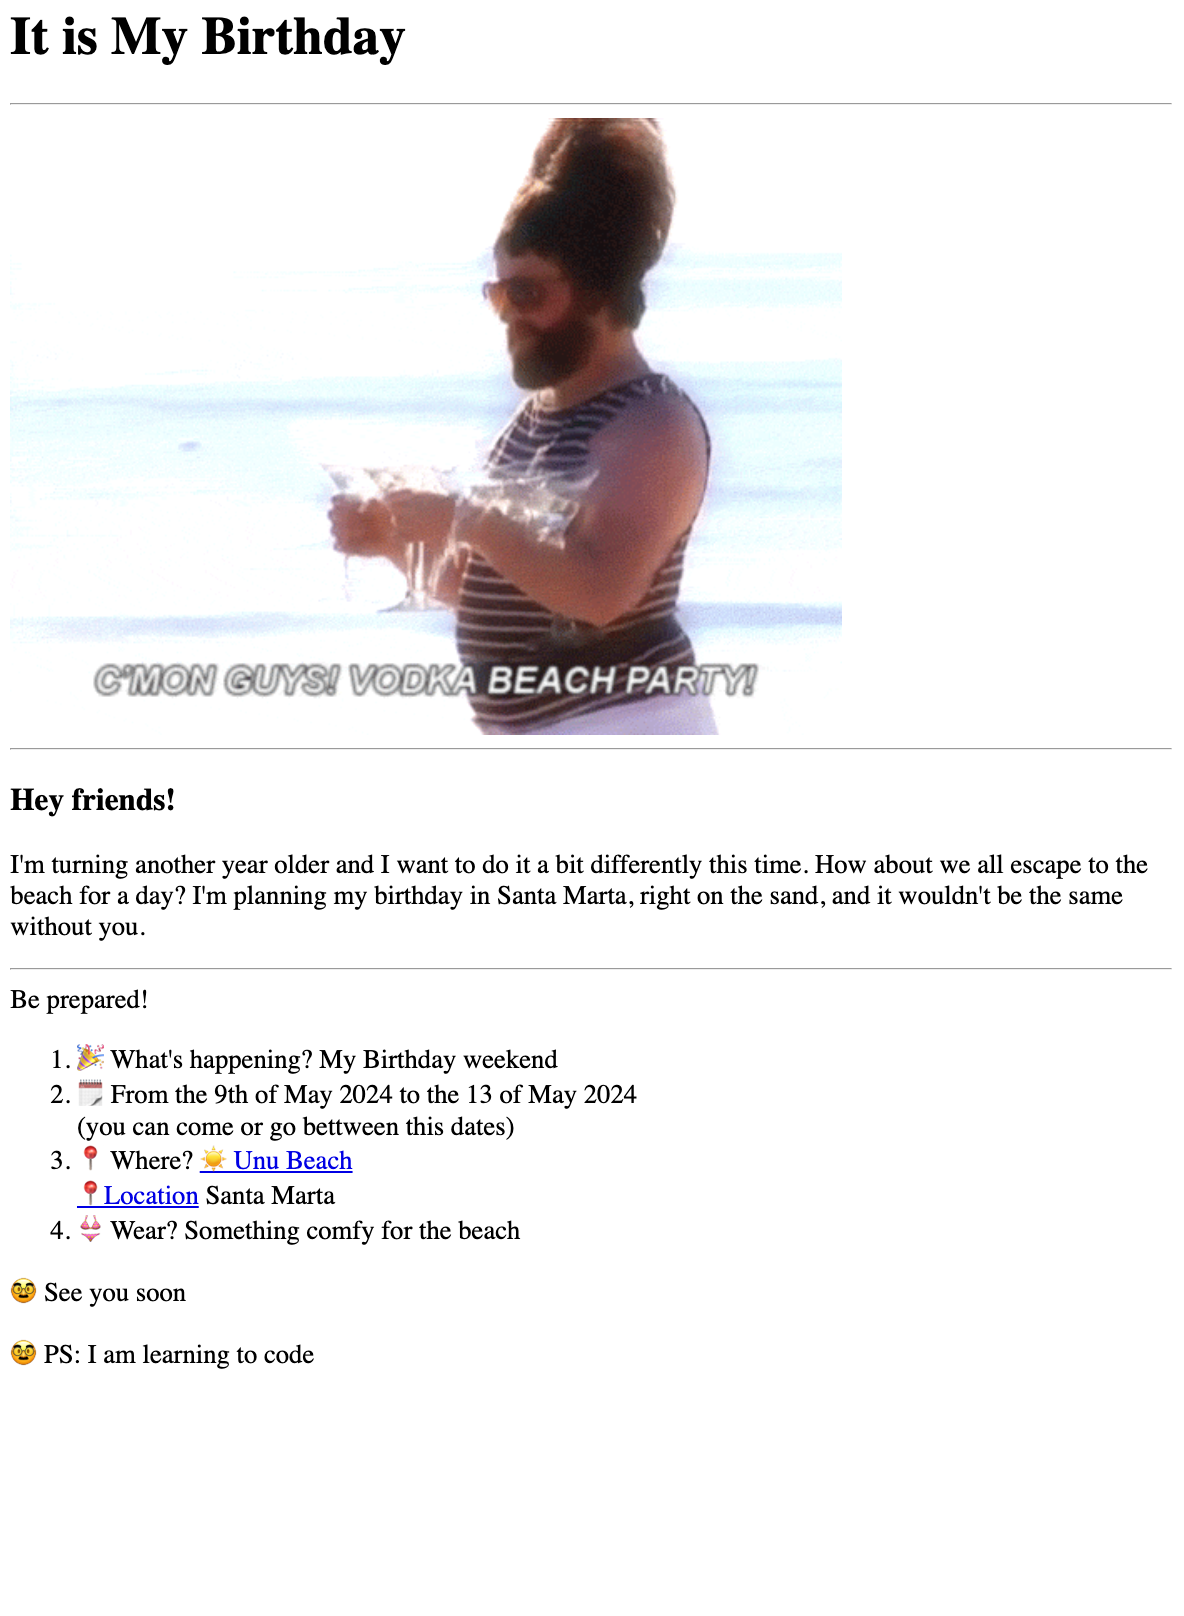 It is My Birthday
C'MON GUYS! VODKA BEACH PARTY!
Hey friends!
I'm turning another year older and I want to do it a bit differently this time. How about we all escape to the
beach for a day? I'm planning my birthday in Santa Marta, right on the sand, and it wouldn't be the same
without you.
Be prepared!
1. 🎉 What's happening? My Birthday weekend
2. 🗓️ From the 9th of May 2024 to the 13 of May 2024
(you can come or go bettween this dates)
3. 📍 Where? ☀️ Unu Beach
📍Location Santa Marta
4. 👙 Wear? Something comfy for the beach
🥸 See you soon
🥸 PS: I am learning to code